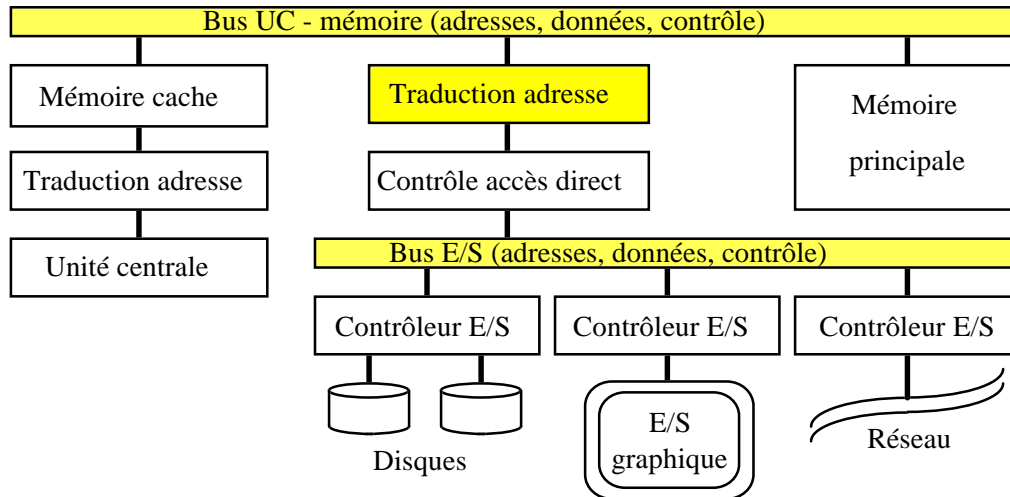 Bus UC - mémoire (adresses, données, contrôle)
Mémoire cache
Traduction adresse
Mémoire
principale
Traduction adresse
Contrôle accès direct
Unité centrale
Bus E/S (adresses, données, contrôle)
Contrôleur E/S
Contrôleur E/S
Contrôleur E/S
Disques
E/S
graphique
Réseau